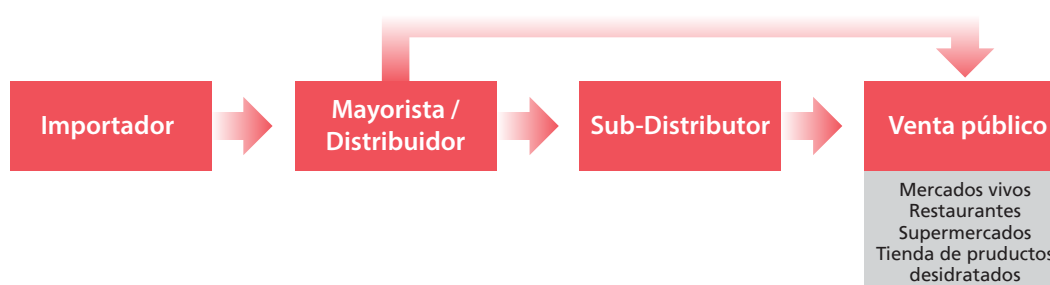 Importador
Mayorista /
Distribuidor
Sub-Distributor
Venta público
Mercados vivos
Restaurantes
Supermercados
Tienda de pruductos
desidratados